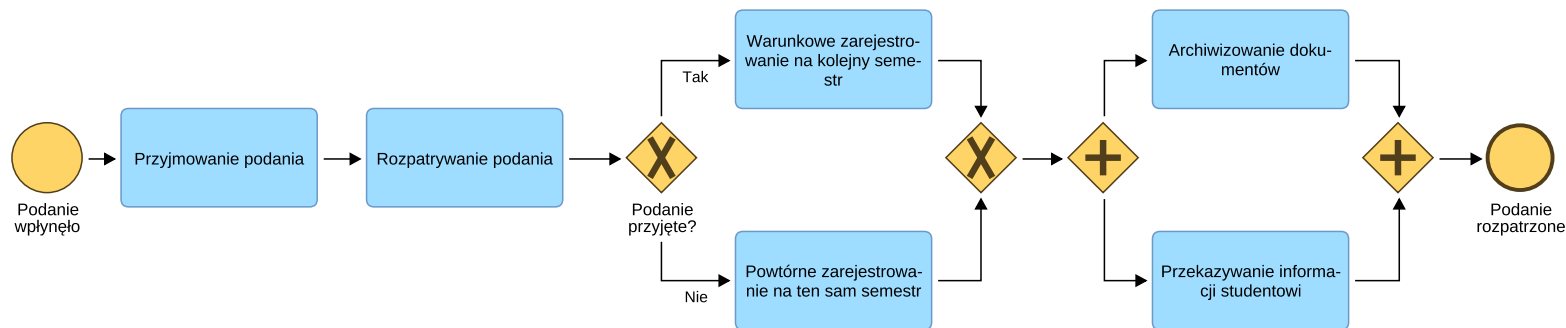 Podanie
wpłynęło
Przyjmowanie podania
Rozpatrywanie podania
Podanie
przyjęte?
Tak
Nie
Warunkowe zarejestro-
wanie na kolejny seme-
str
Powtórne zarejestrowa-
nie na ten sam semestr
Archiwizowanie doku-
mentów
Przekazywanie informa-
cji studentowi
Podanie
rozpatrzone